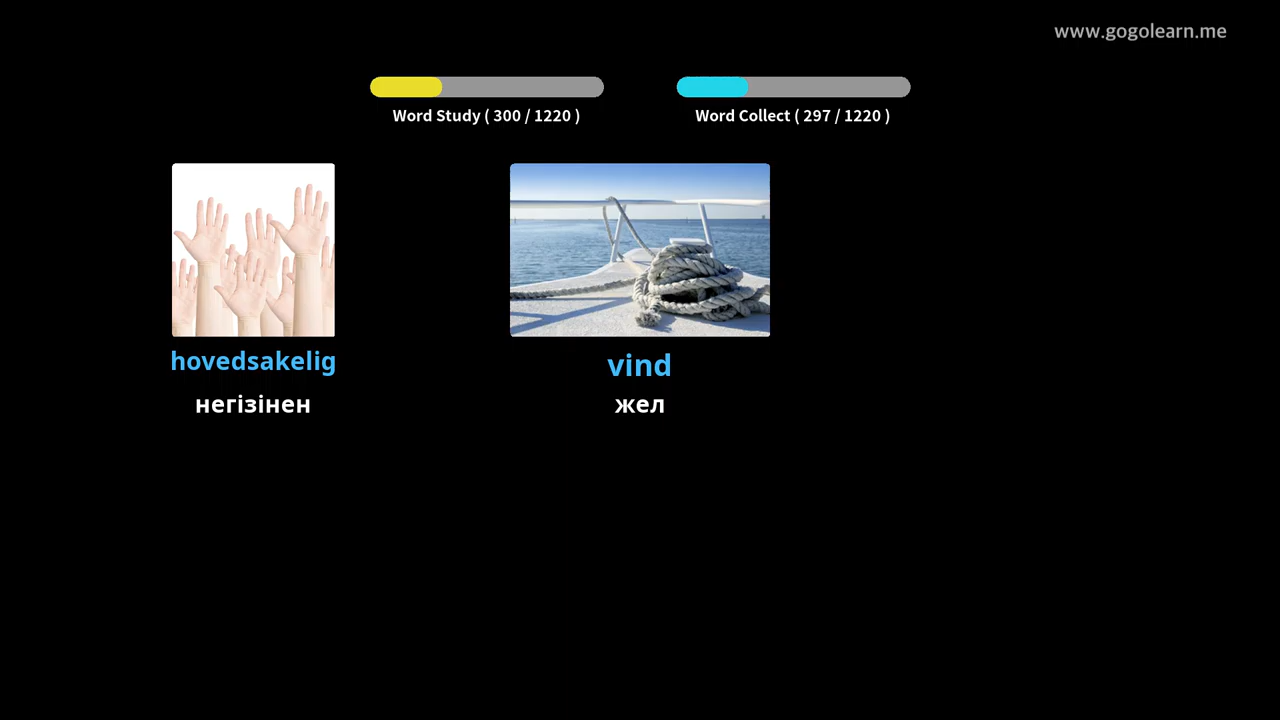 www.gogolearn.me
Word Study ( 300 / 1220 )
Word Collect ( 297 / 1220 )
hovedsakelig
негізінен
vind
жел